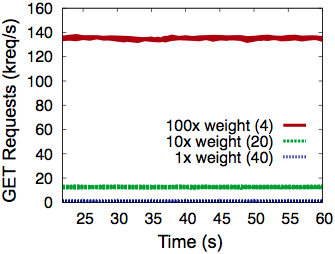 160
140
120
100
80
60
40
20
0
GET Requests (kreq/s)
100x weight (4)
10x weight (20)
1x weight (40)
25 30 35 40 45 50 55 60
Time (s)